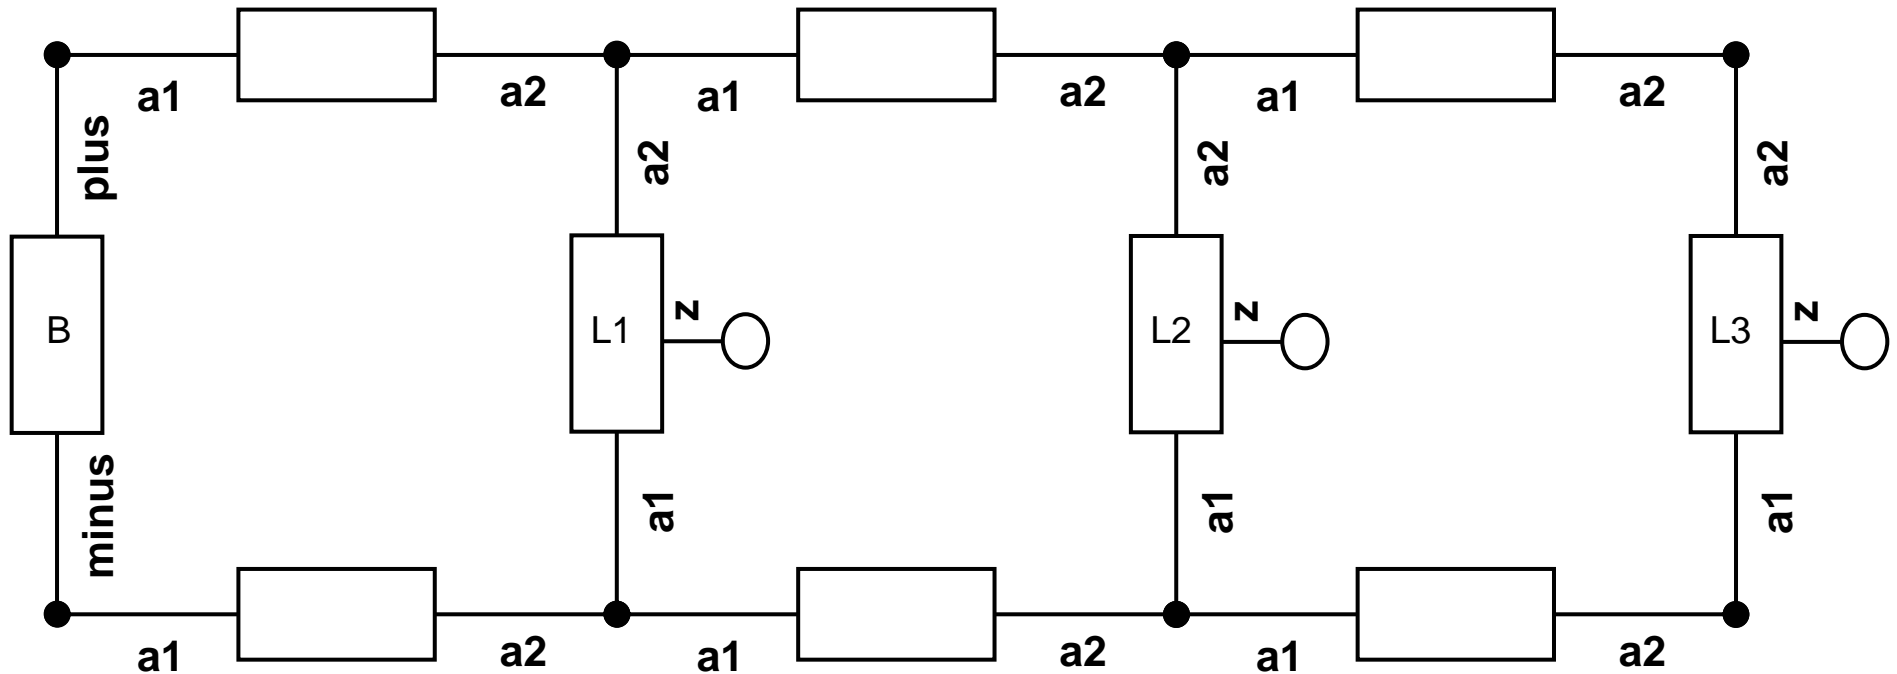 a1 a2 a1 a2 a1 a2
plus a2 a2 a2
B L1 z L2 z L3 z
minus a1 a1 a1
a1 a2 a1 a2 a1 a2